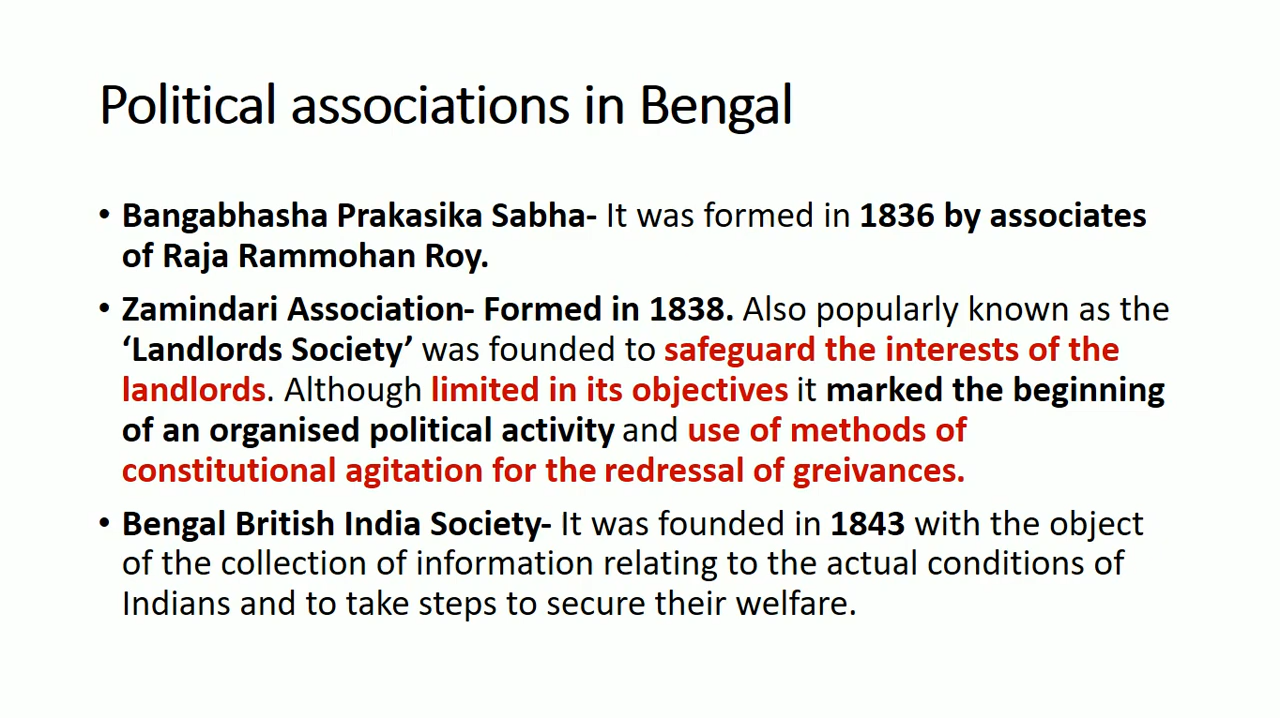 Political associations in Bengal
• Bangabhasha Prakasika Sabha- It was formed in 1836 by associates
of Raja Rammohan Roy.
• Zamindari Association- Formed in 1838. Also popularly known as the
‘Landlords Society’ was founded to safeguard the interests of the
landlords. Although limited in its objectives it marked the beginning
of an organised political activity and use of methods of
constitutional agitation for the redressal of greivances.
• Bengal British India Society- It was founded in 1843 with the object
of the collection of information relating to the actual conditions of
Indians and to take steps to secure their welfare.